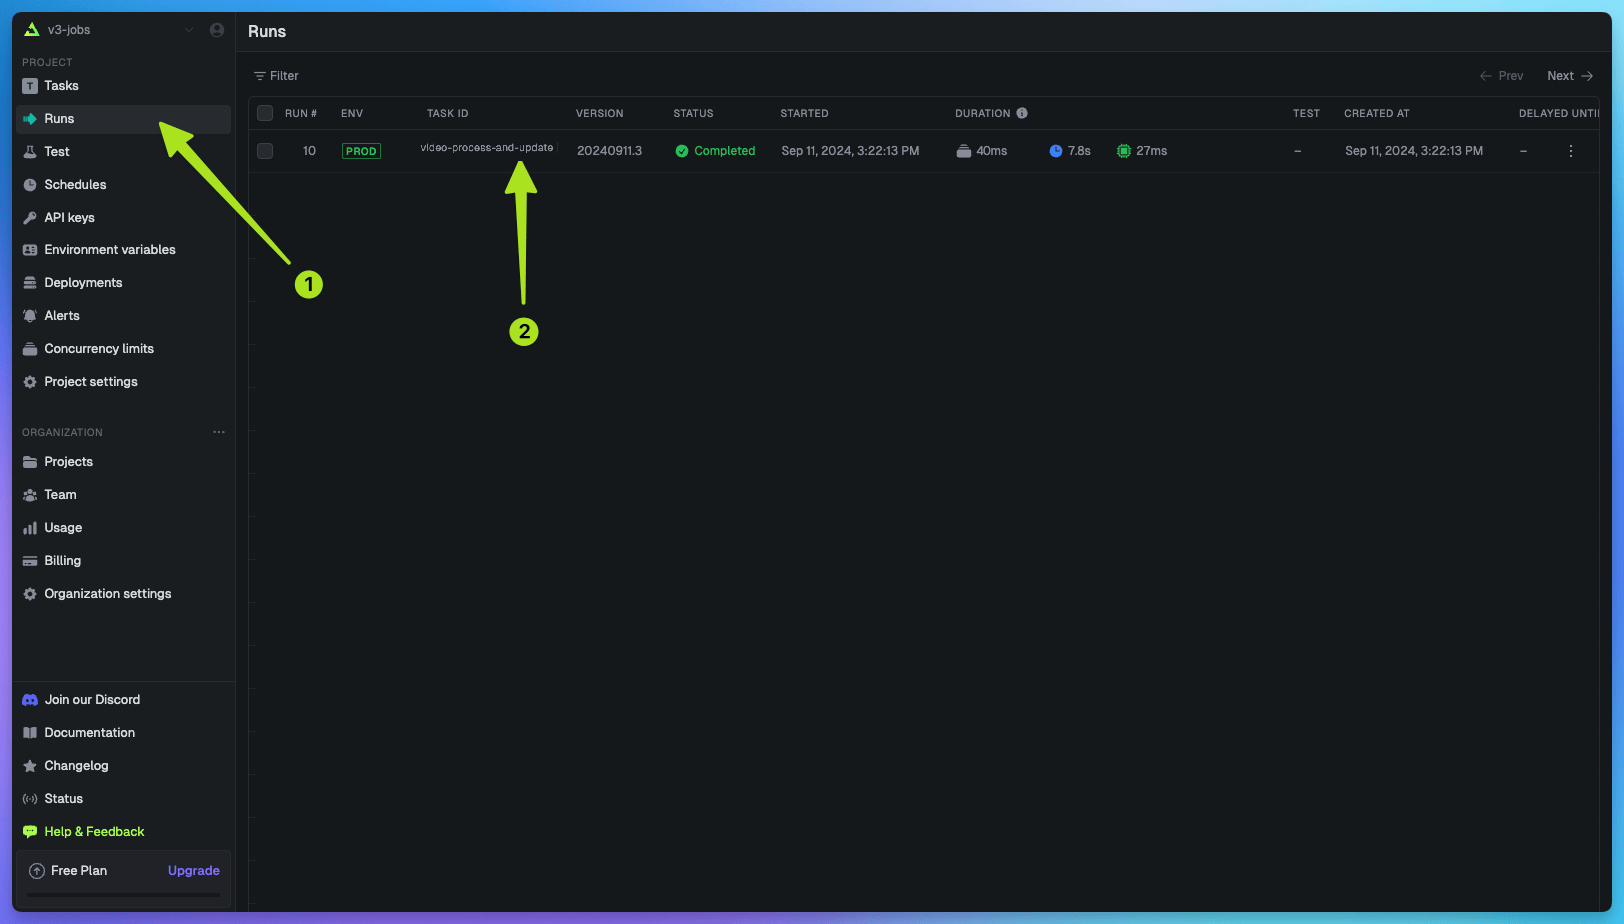 v3-jobs
PROJECT
Tasks
Runs
Test
Schedules
API keys
Environment variables
Deployments
Alerts
Concurrency limits
Project settings
ORGANIZATION
Projects
Team
Usage
Billing
Organization settings
Join our Discord
Documentation
Changelog
Status
Help & Feedback
Free Plan Upgrade
Runs
Filter Prev Next
RUN # ENV TASK ID VERSION STATUS STARTED DURATION TEST CREATED AT DELAYED UNTI
10 PROD video-process-and-update 20240911.3 Completed Sep 11, 2024, 3:22:13 PM 40ms 7.8s 27ms – Sep 11, 2024, 3:22:13 PM –
1
2